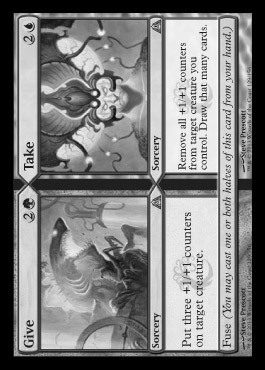 Give 2
Sorcery
Put three +1/+1 counters
on target creature.
Take 2
Sorcery
Remove all +1/+1 counters
from target creature you
control. Draw that many cards.
Fuse (You may cast one or both halves of this card from your hand.)
Steve Prescott
Steve Prescott